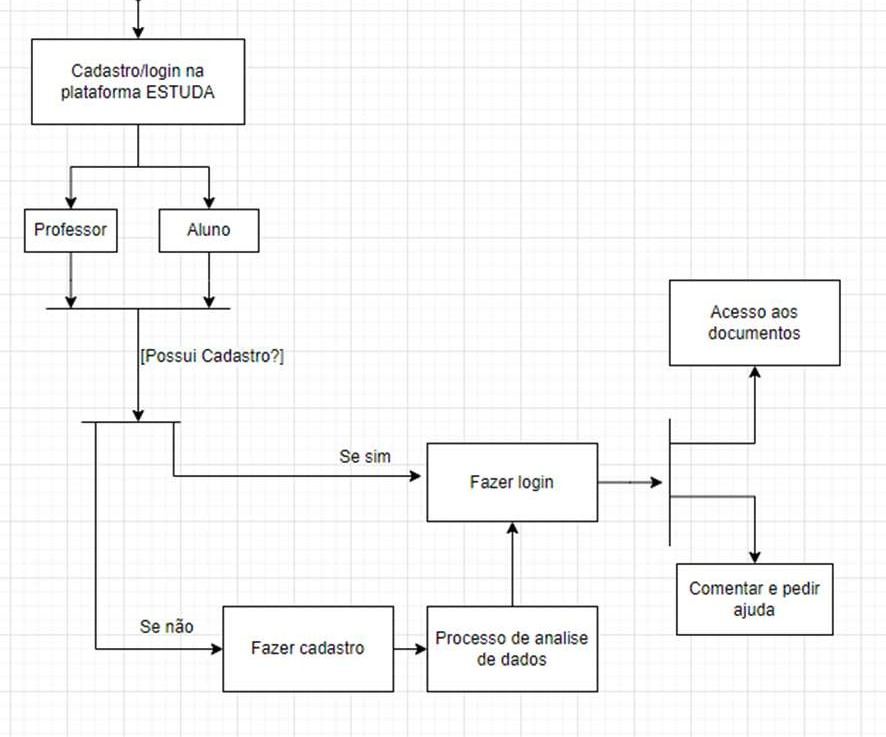 Cadastro/login na
plataforma ESTUDA
Professor
Aluno
[Possui Cadastro?]
Acesso aos
documentos
Se sim
Fazer login
Comentar e pedir
ajuda
Se não
Fazer cadastro
Processo de analise
de dados